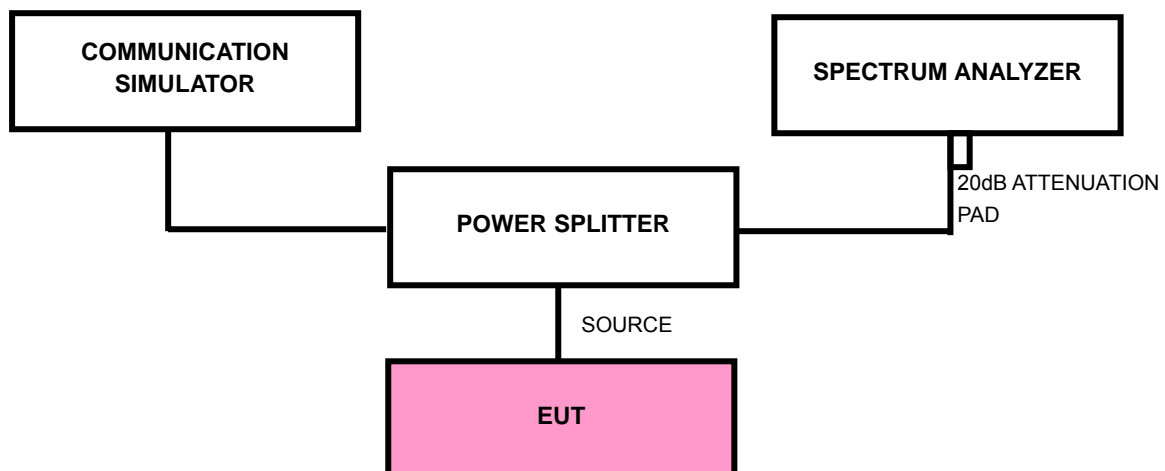 COMMUNICATION
SIMULATOR
SPECTRUM ANALYZER
20dB ATTENUATION
PAD
POWER SPLITTER
SOURCE
EUT